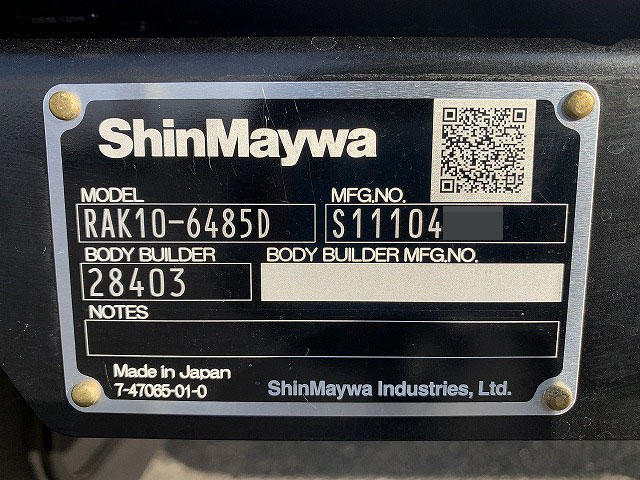 ShinMaywa
MODEL
RAK10-6485D
MFG.NO.
S11104
BODY BUILDER
28403
BODY BUILDER MFG.NO.
NOTES
Made in Japan
7-47065-01-0
ShinMaywa Industries, Ltd.